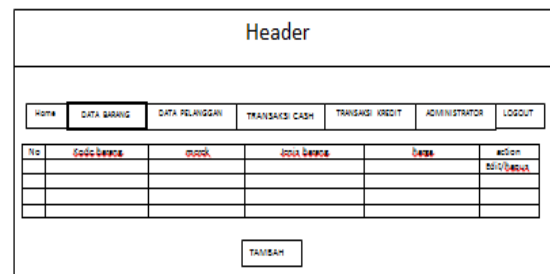 Header
Home DATA BARANG DATA PELANGGAN TRANSAKSI CASH TRANSAKSI KREDIT ADMINISTRATOR LOGOUT
No Kode barang merek Jenis barang harga action
Edit/hapus
TAMBAH